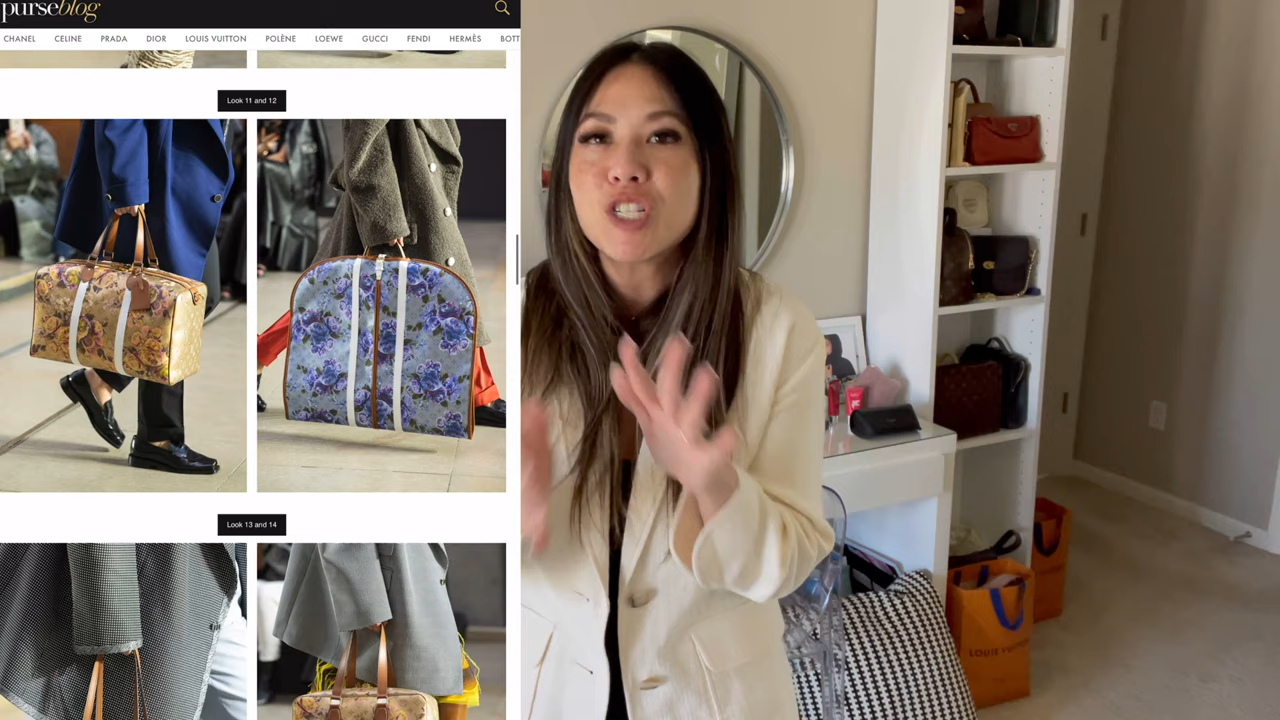 purseblog
CHANEL CELINE PRADA DIOR LOUIS VUITTON POLÈNE LOEWE GUCCI FENDI HERMÈS BOTT
Look 11 and 12
Look 13 and 14
LOUIS VUITTON